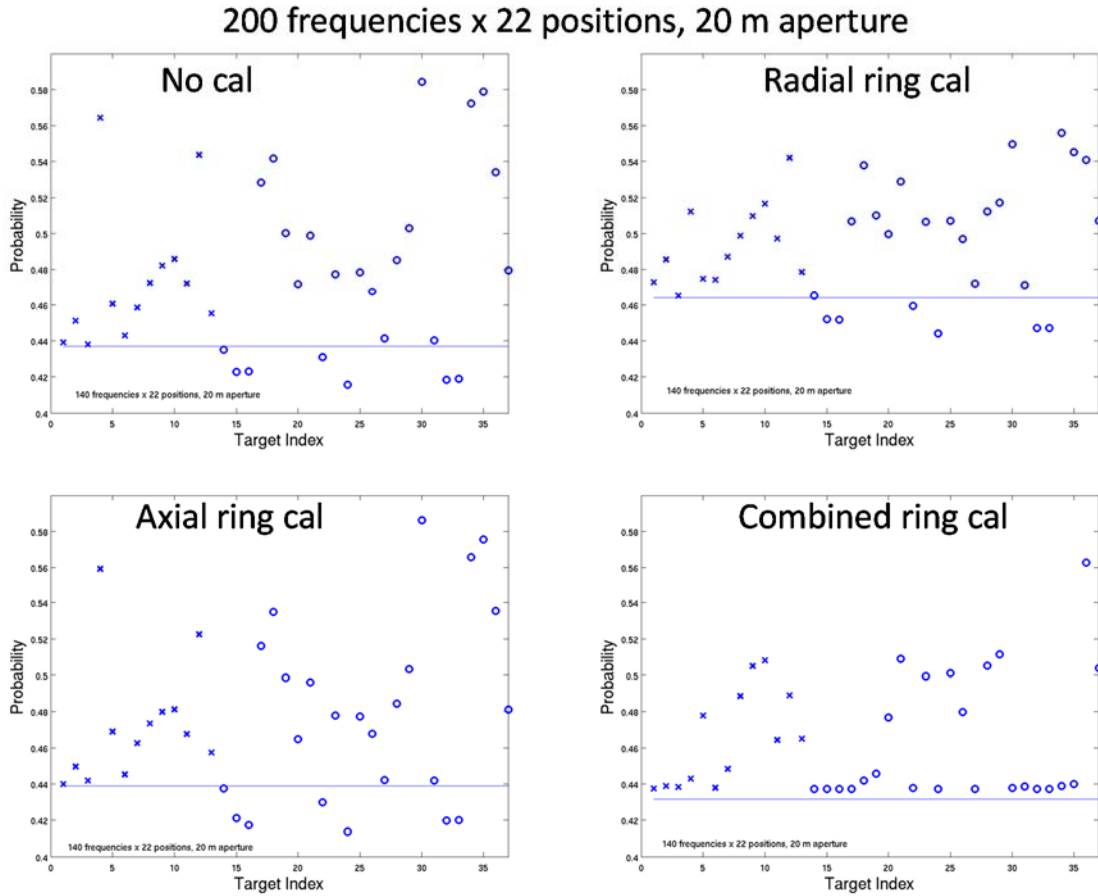 200 frequencies x 22 positions, 20 m aperture
No cal
Probability
0.58
0.56
0.54
0.52
0.5
0.48
0.46
0.44
0.42
0.4
140 frequencies x 22 positions, 20 m aperture
0 5 10 15 20 25 30 35
Target Index
Radial ring cal
Probability
0.58
0.56
0.54
0.52
0.5
0.48
0.46
0.44
0.42
0.4
140 frequencies x 22 positions, 20 m aperture
0 5 10 15 20 25 30 35
Target Index
Axial ring cal
Probability
0.58
0.56
0.54
0.52
0.5
0.48
0.46
0.44
0.42
0.4
140 frequencies x 22 positions, 20 m aperture
0 5 10 15 20 25 30 35
Target Index
Combined ring cal
Probability
0.58
0.56
0.54
0.52
0.5
0.48
0.46
0.44
0.42
0.4
140 frequencies x 22 positions, 20 m aperture
0 5 10 15 20 25 30 35
Target Index